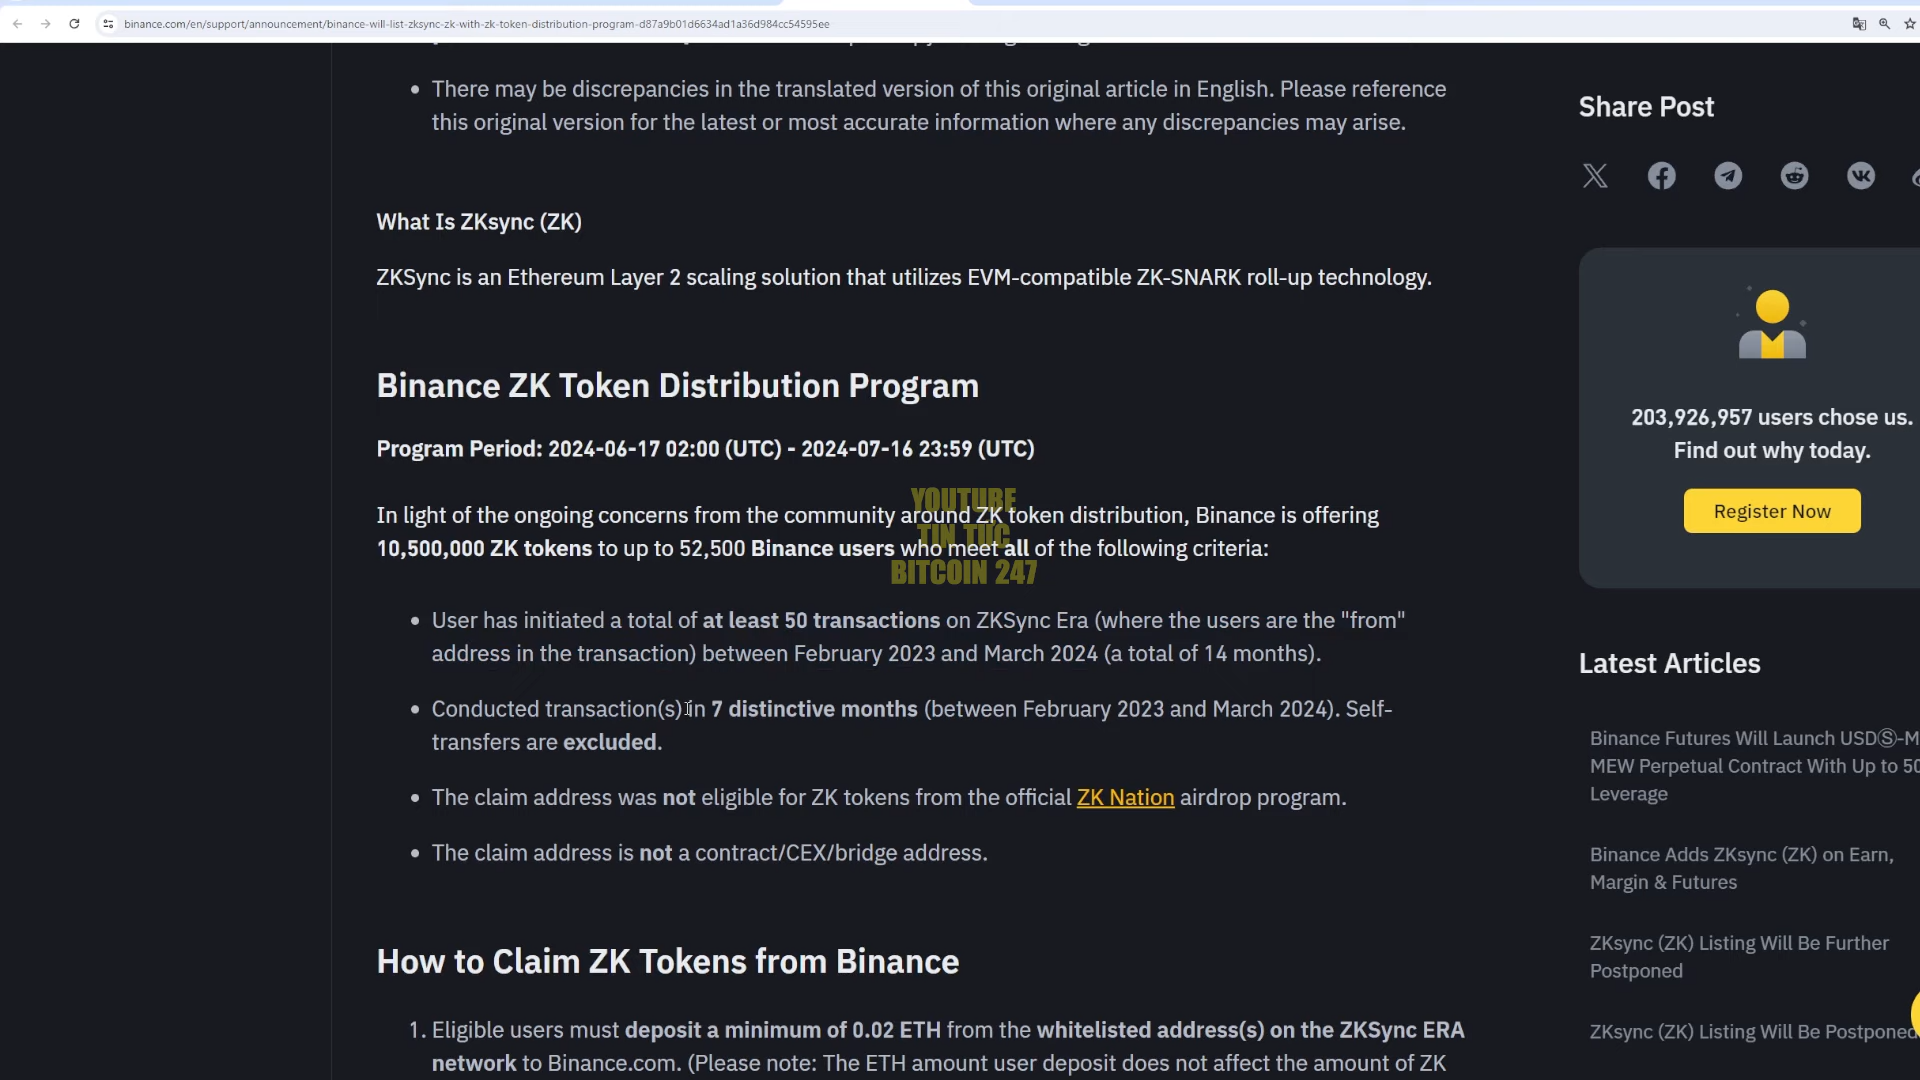 binance.com/en/support/announcement/binance-will-list-zksync-zk-with-zk-token-distribution-program-d87a9b01d6634ad1a36d984cc54595ee
There may be discrepancies in the translated version of this original article in English. Please reference
this original version for the latest or most accurate information where any discrepancies may arise.
What Is ZKsync (ZK)
ZKSync is an Ethereum Layer 2 scaling solution that utilizes EVM-compatible ZK-SNARK roll-up technology.
Binance ZK Token Distribution Program
Program Period: 2024-06-17 02:00 (UTC) - 2024-07-16 23:59 (UTC)
In light of the ongoing concerns from the community around ZK token distribution, Binance is offering
10,500,000 ZK tokens to up to 52,500 Binance users who meet all of the following criteria:
YOUTUBE
TIN TUC
BITCOIN 247
• User has initiated a total of at least 50 transactions on ZKSync Era (where the users are the "from"
address in the transaction) between February 2023 and March 2024 (a total of 14 months).
• Conducted transaction(s) in 7 distinctive months (between February 2023 and March 2024). Self-
transfers are excluded.
• The claim address was not eligible for ZK tokens from the official ZK Nation airdrop program.
• The claim address is not a contract/CEX/bridge address.
How to Claim ZK Tokens from Binance
1. Eligible users must deposit a minimum of 0.02 ETH from the whitelisted address(s) on the ZKSync ERA
network to Binance.com. (Please note: The ETH amount user deposit does not affect the amount of ZK
Share Post
203,926,957 users chose us.
Find out why today.
Register Now
Latest Articles
Binance Futures Will Launch USDⓈ-M
MEW Perpetual Contract With Up to 50
Leverage
Binance Adds ZKsync (ZK) on Earn,
Margin & Futures
ZKsync (ZK) Listing Will Be Further
Postponed
ZKsync (ZK) Listing Will Be Postponed